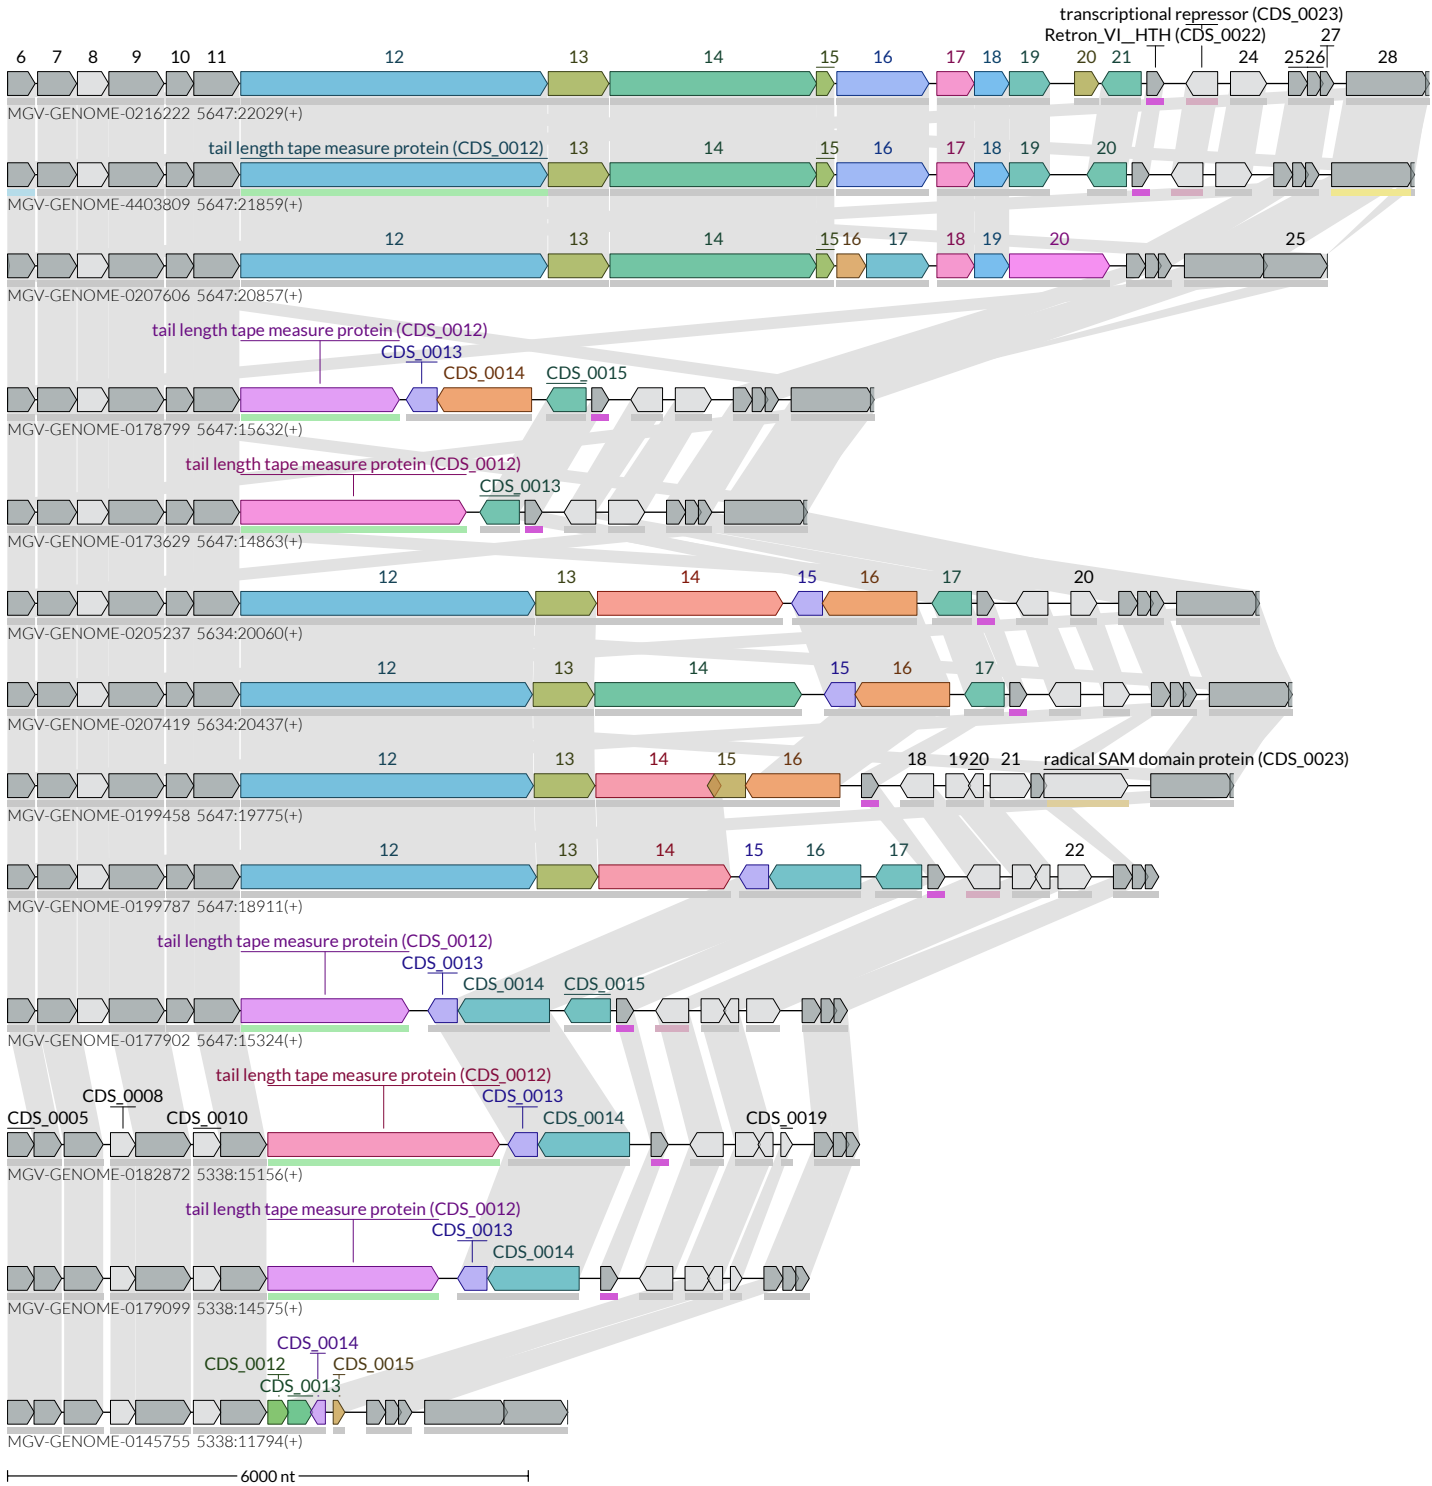 transcriptional repressor (CDS_0023)
Retron_VI__HTH (CDS_0022) 27
6 7 8 9 10 11 12 13 14 15 16 17 18 19 20 21 24 25 26 28
MGV-GENOME-0216222 5647:22029(+)
tail length tape measure protein (CDS_0012) 13 14 15 16 17 18 19 20
MGV-GENOME-4403809 5647:21859(+)
12 13 14 15 16 17 18 19 20 25
MGV-GENOME-0207606 5647:20857(+)
tail length tape measure protein (CDS_0012)
CDS_0013
CDS_0014 CDS_0015
MGV-GENOME-0178799 5647:15632(+)
tail length tape measure protein (CDS_0012)
CDS_0013
MGV-GENOME-0173629 5647:14863(+)
12 13 14 15 16 17 20
MGV-GENOME-0205237 5634:20060(+)
12 13 14 15 16 17
MGV-GENOME-0207419 5634:20437(+)
12 13 14 15 16 18 19 20 21 radical SAM domain protein (CDS_0023)
MGV-GENOME-0199458 5647:19775(+)
12 13 14 15 16 17 22
MGV-GENOME-0199787 5647:18911(+)
tail length tape measure protein (CDS_0012)
CDS_0013
CDS_0014 CDS_0015
MGV-GENOME-0177902 5647:15324(+)
tail length tape measure protein (CDS_0012)
CDS_0008 CDS_0013
CDS_0005 CDS_0010 CDS_0014 CDS_0019
MGV-GENOME-0182872 5338:15156(+)
tail length tape measure protein (CDS_0012)
CDS_0013
CDS_0014
MGV-GENOME-0179099 5338:14575(+)
CDS_0014
CDS_0012 CDS_0015
CDS_0013
MGV-GENOME-0145755 5338:11794(+)
6000 nt